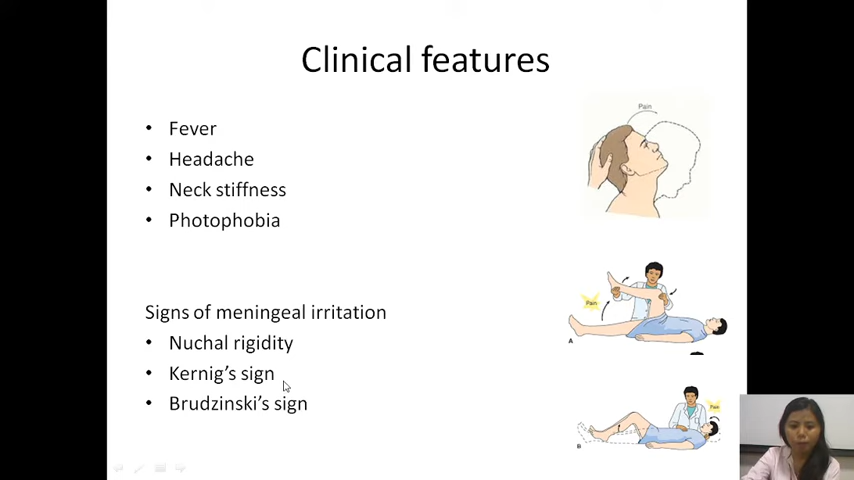 Clinical features
• Fever
• Headache
• Neck stiffness
• Photophobia
Signs of meningeal irritation
• Nuchal rigidity
• Kernig's sign
• Brudzinski's sign
Pain
Pain
A
Pain
B